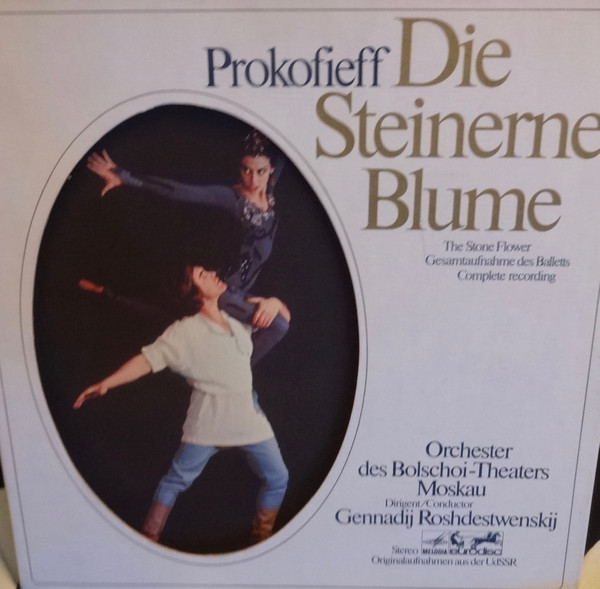 Prokofieff Die
Steinerne
Blume
The Stone Flower
Gesamtaufnahme des Balletts
Complete recording
Orchester
des Bolschoi-Theaters
Moskau
Dirigent/Conductor
Gennadij Roshdestwenskij
Stereo MELODIA eurodisc
Originalaufnahmen aus der UdSSR